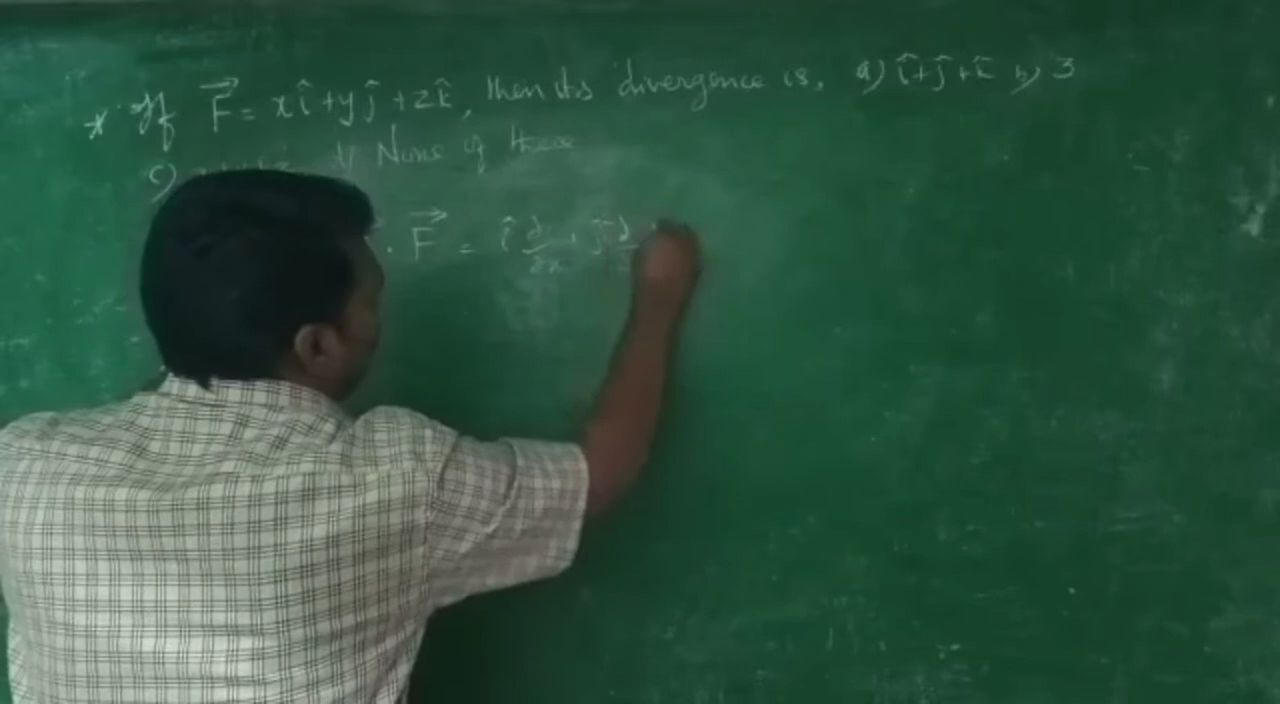 * If F⃗ = xî + yĵ + zk̂, then its divergence is, a) î+ĵ+k̂ b) 3
c) None of these
. F⃗ = î ∂/∂x + ĵ ∂